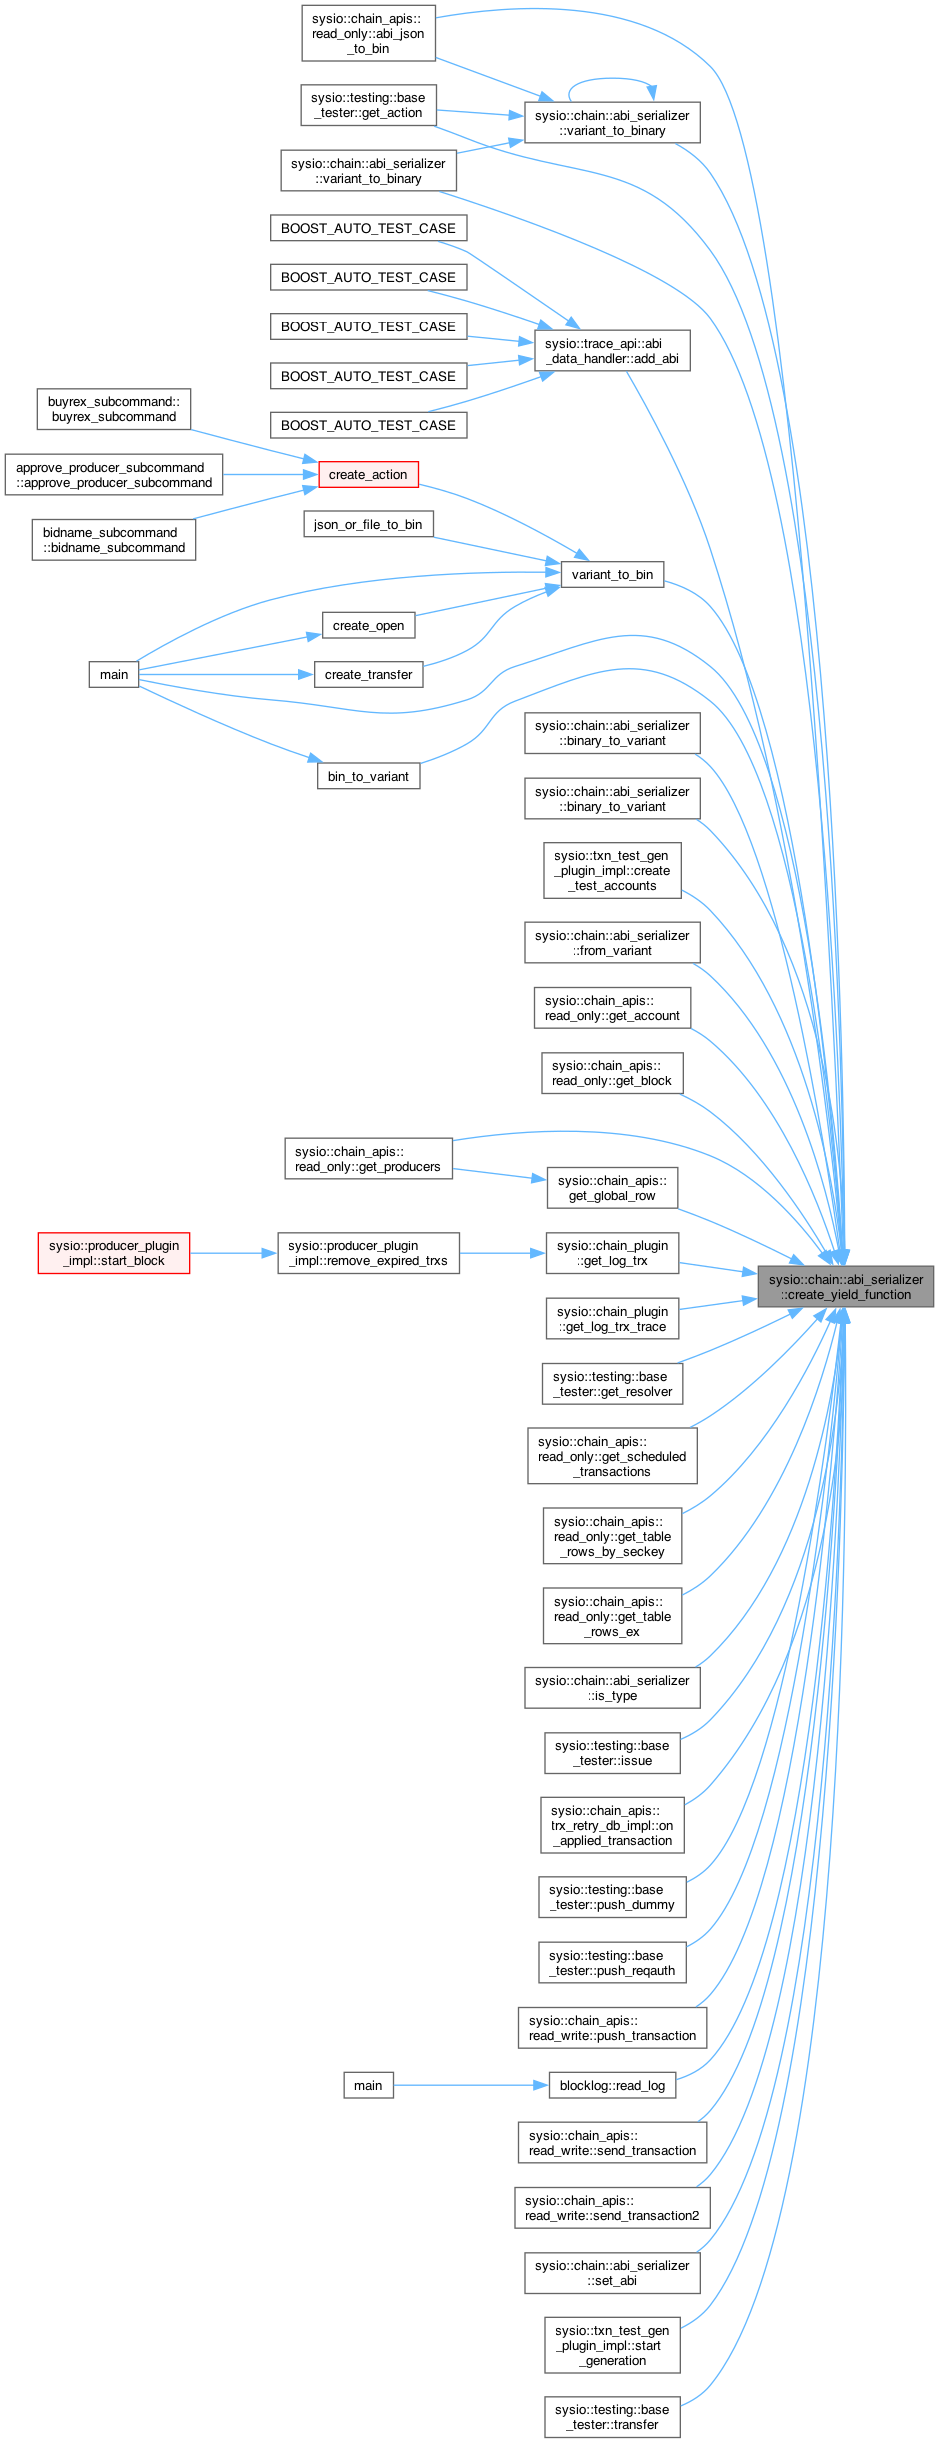 sysio::chain_apis::
read_only::abi_json
_to_bin
sysio::testing::base
_tester::get_action
sysio::chain::abi_serializer
::variant_to_binary
sysio::chain::abi_serializer
::variant_to_binary
BOOST_AUTO_TEST_CASE
BOOST_AUTO_TEST_CASE
BOOST_AUTO_TEST_CASE
sysio::trace_api::abi
_data_handler::add_abi
BOOST_AUTO_TEST_CASE
BOOST_AUTO_TEST_CASE
buyrex_subcommand::
buyrex_subcommand
approve_producer_subcommand
::approve_producer_subcommand
create_action
bidname_subcommand
::bidname_subcommand
json_or_file_to_bin
variant_to_bin
create_open
main
create_transfer
bin_to_variant
sysio::chain::abi_serializer
::binary_to_variant
sysio::chain::abi_serializer
::binary_to_variant
sysio::txn_test_gen
_plugin_impl::create
_test_accounts
sysio::chain::abi_serializer
::from_variant
sysio::chain_apis::
read_only::get_account
sysio::chain_apis::
read_only::get_block
sysio::chain_apis::
read_only::get_producers
sysio::chain_apis::
get_global_row
sysio::producer_plugin
_impl::start_block
sysio::producer_plugin
_impl::remove_expired_trxs
sysio::chain_plugin
::get_log_trx
sysio::chain::abi_serializer
::create_yield_function
sysio::chain_plugin
::get_log_trx_trace
sysio::testing::base
_tester::get_resolver
sysio::chain_apis::
read_only::get_scheduled
_transactions
sysio::chain_apis::
read_only::get_table
_rows_by_seckey
sysio::chain_apis::
read_only::get_table
_rows_ex
sysio::chain::abi_serializer
::is_type
sysio::testing::base
_tester::issue
sysio::chain_apis::
trx_retry_db_impl::on
_applied_transaction
sysio::testing::base
_tester::push_dummy
sysio::testing::base
_tester::push_reqauth
sysio::chain_apis::
read_write::push_transaction
main
blocklog::read_log
sysio::chain_apis::
read_write::send_transaction
sysio::chain_apis::
read_write::send_transaction2
sysio::chain::abi_serializer
::set_abi
sysio::txn_test_gen
_plugin_impl::start
_generation
sysio::testing::base
_tester::transfer